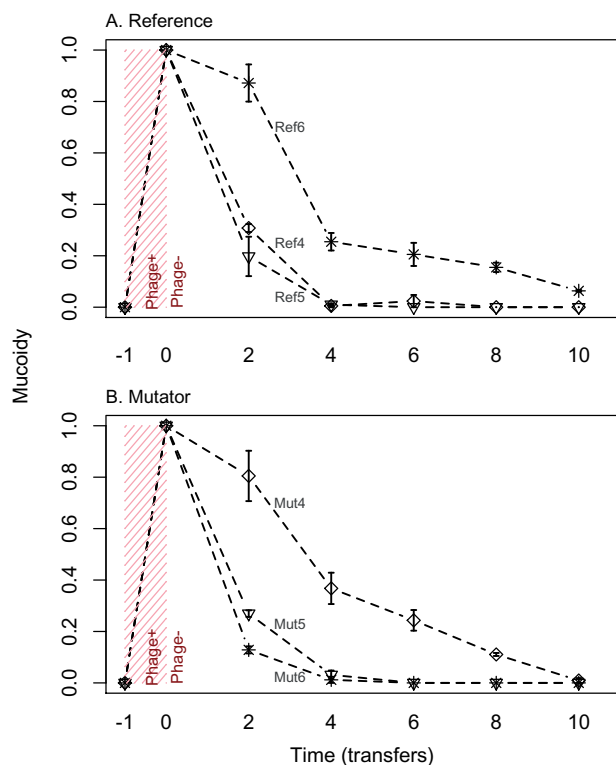 A. Reference
1.0
0.8
0.6
0.4
0.2
0.0
Ref6
Ref4
Ref5
Phage+
Phage-
-1 0 2 4 6 8 10
Mucoidy
B. Mutator
1.0
0.8
0.6
0.4
0.2
0.0
Mut4
Mut5
Mut6
Phage+
Phage-
-1 0 2 4 6 8 10
Time (transfers)